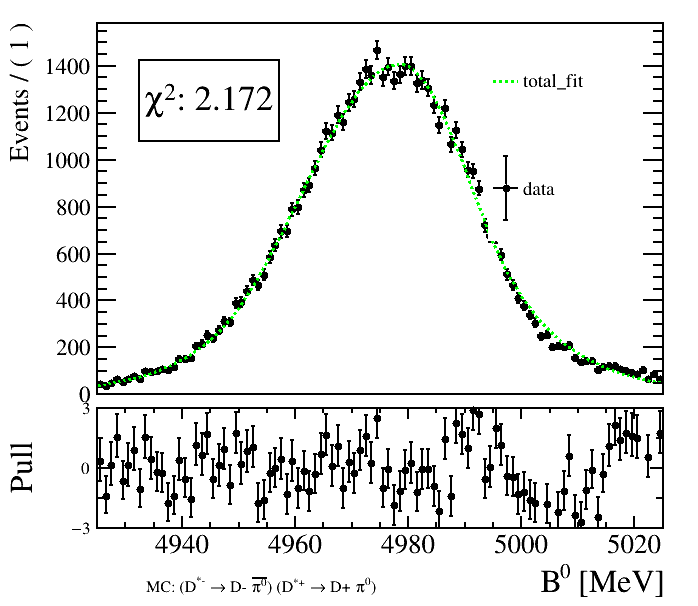 Events / ( 1 )
1400
1200
1000
800
600
400
200
0
χ²: 2.172
total_fit
data
Pull
3
0
−3
4940 4960 4980 5000 5020
B⁰ [MeV]
MC: (D*⁻ → D- π⁰) (D*⁺ → D+ π⁰)